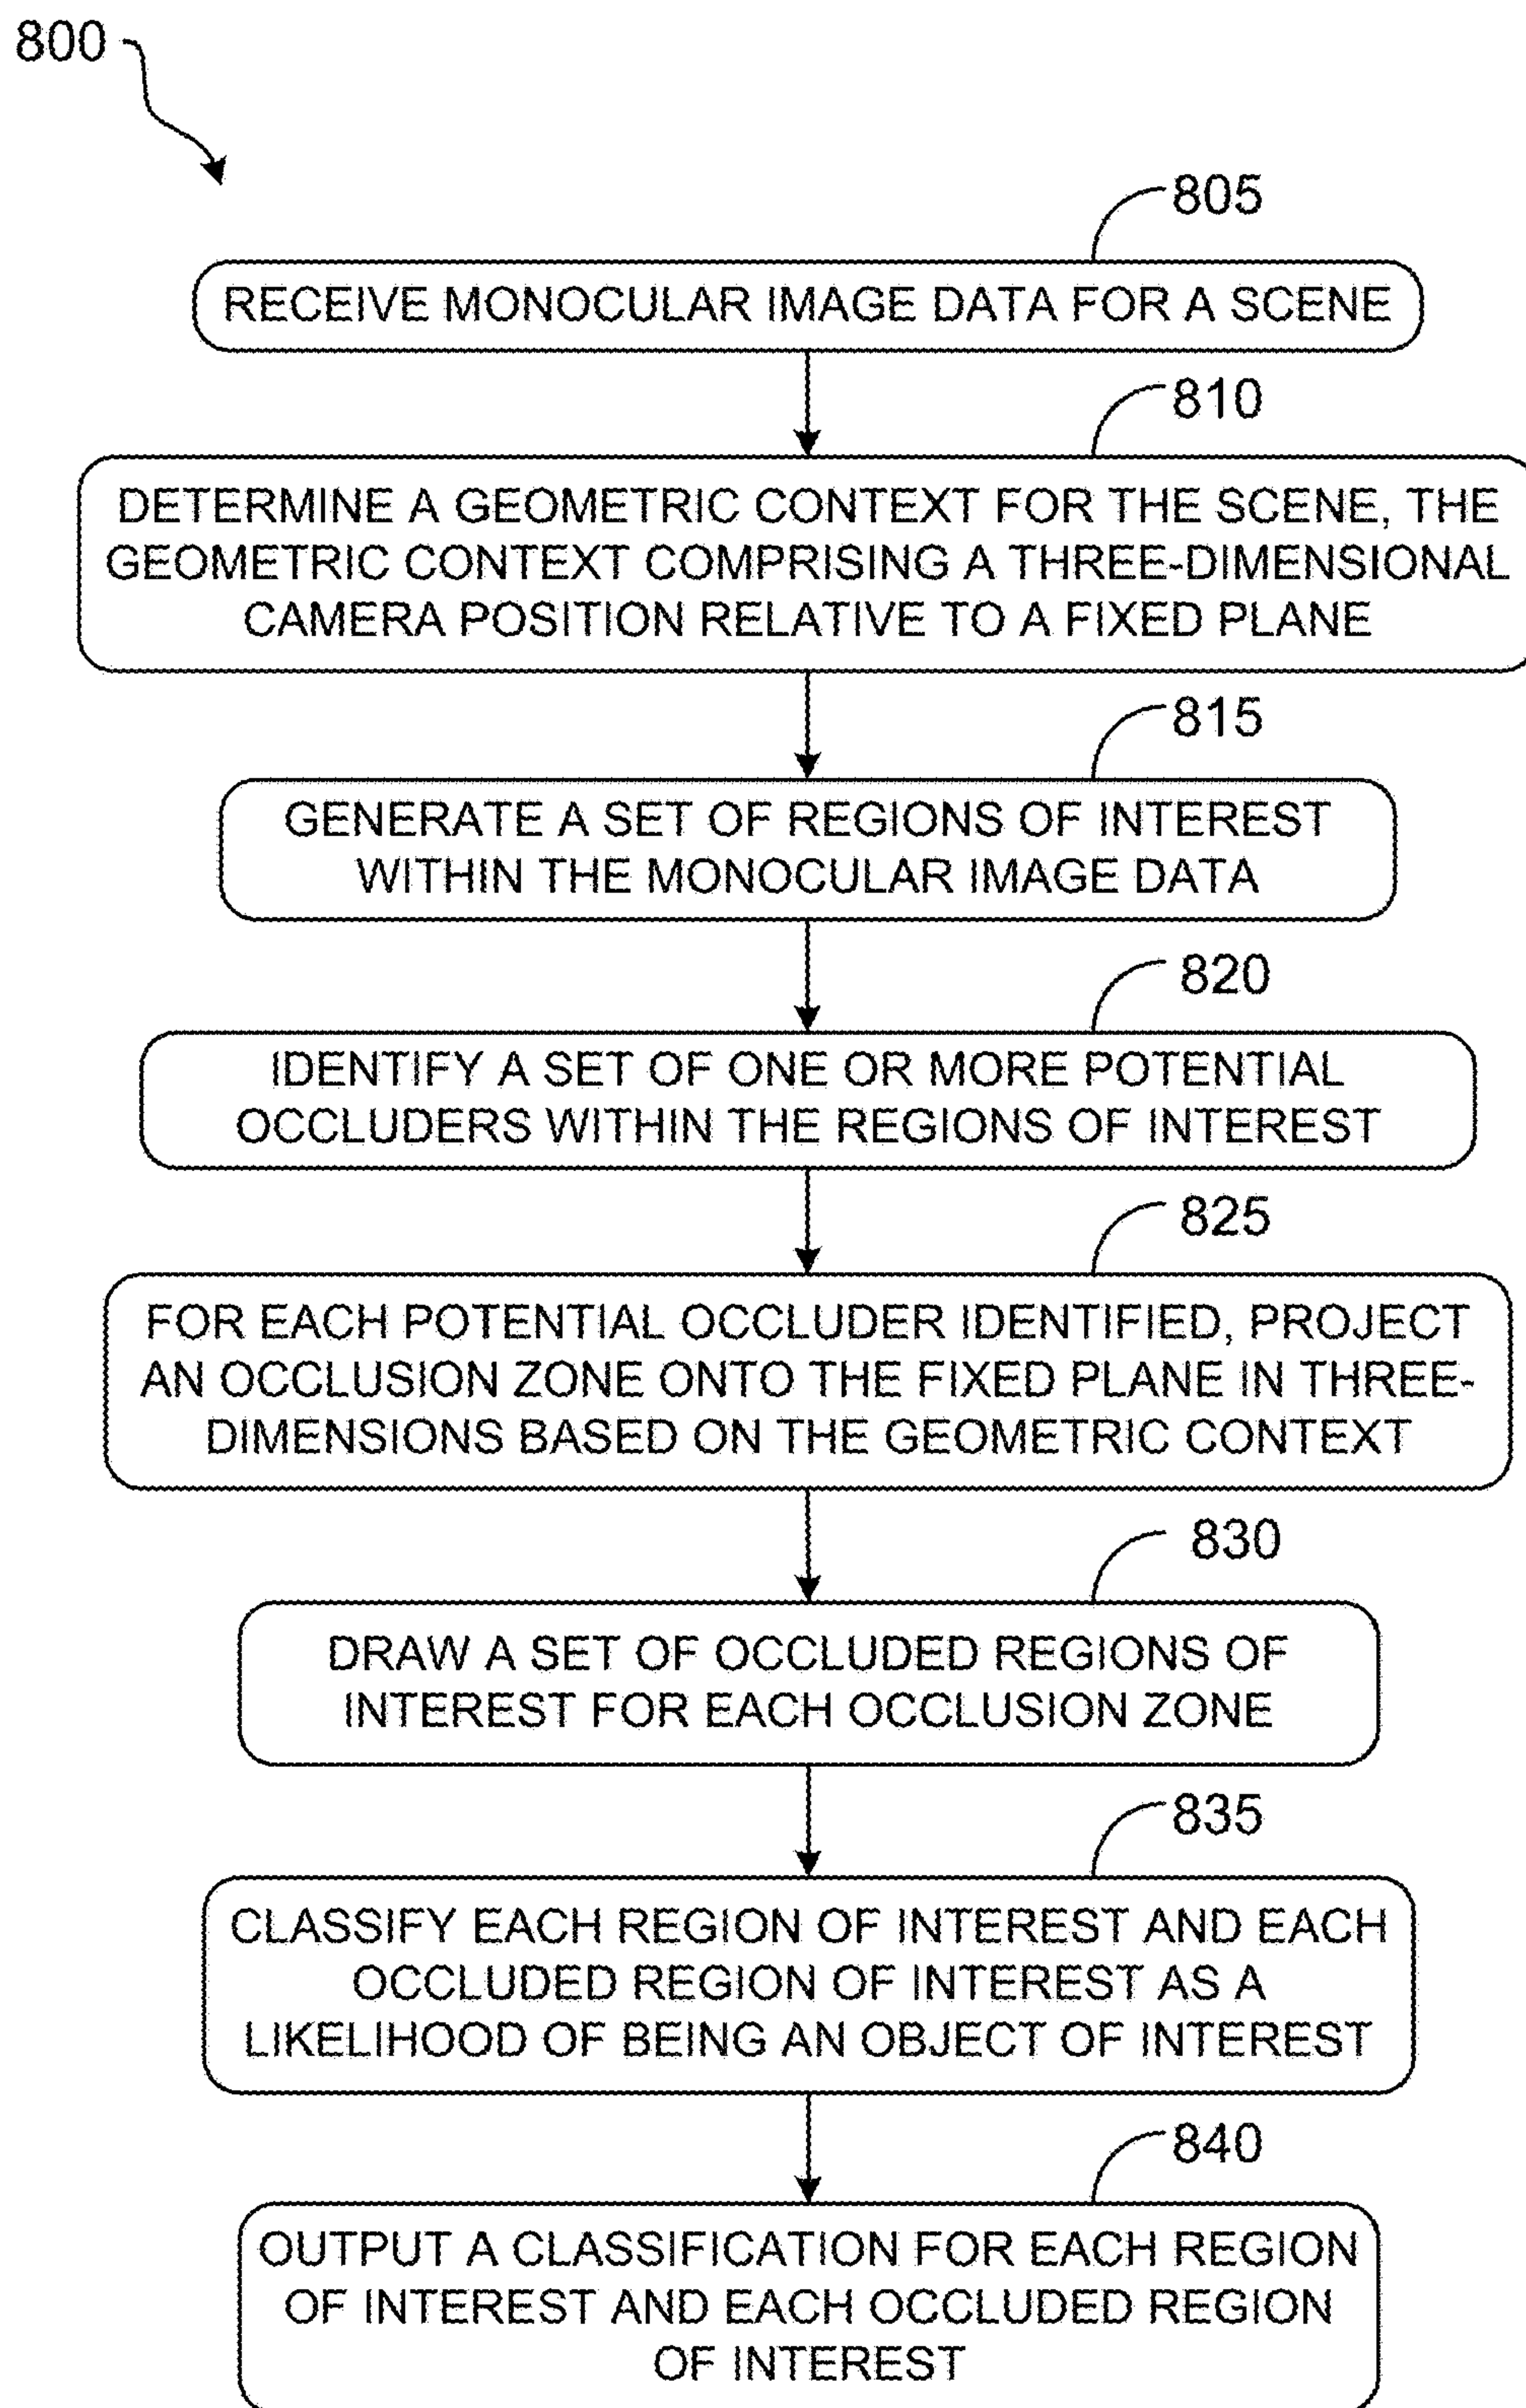 800
805
RECEIVE MONOCULAR IMAGE DATA FOR A SCENE
810
DETERMINE A GEOMETRIC CONTEXT FOR THE SCENE, THE
GEOMETRIC CONTEXT COMPRISING A THREE-DIMENSIONAL
CAMERA POSITION RELATIVE TO A FIXED PLANE
815
GENERATE A SET OF REGIONS OF INTEREST
WITHIN THE MONOCULAR IMAGE DATA
820
IDENTIFY A SET OF ONE OR MORE POTENTIAL
OCCLUDERS WITHIN THE REGIONS OF INTEREST
825
FOR EACH POTENTIAL OCCLUDER IDENTIFIED, PROJECT
AN OCCLUSION ZONE ONTO THE FIXED PLANE IN THREE-
DIMENSIONS BASED ON THE GEOMETRIC CONTEXT
830
DRAW A SET OF OCCLUDED REGIONS OF
INTEREST FOR EACH OCCLUSION ZONE
835
CLASSIFY EACH REGION OF INTEREST AND EACH
OCCLUDED REGION OF INTEREST AS A
LIKELIHOOD OF BEING AN OBJECT OF INTEREST
840
OUTPUT A CLASSIFICATION FOR EACH REGION
OF INTEREST AND EACH OCCLUDED REGION
OF INTEREST